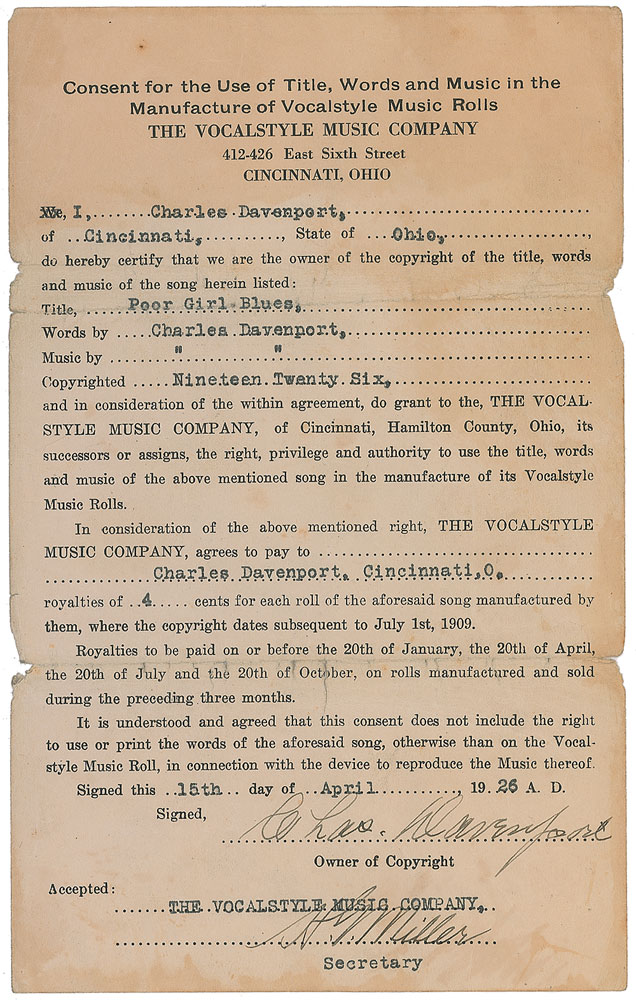 Consent for the Use of Title, Words and Music in the
Manufacture of Vocalstyle Music Rolls
THE VOCALSTYLE MUSIC COMPANY
412-426 East Sixth Street
CINCINNATI, OHIO
We, I,........Charles.Davenport,....................................
of ..Cincinnati,..........., State of ...Ohio,....................,
do hereby certify that we are the owner of the copyright of the title, words
and music of the song herein listed:
Title, ......Poor Girl Blues,.......................................
Words by .....Charles.Davenport,....................................
Music by ........."............."...................................
Copyrighted .....Nineteen.Twenty.Six,...............................
and in consideration of the within agreement, do grant to the, THE VOCAL-
STYLE MUSIC COMPANY, of Cincinnati, Hamilton County, Ohio, its
successors or assigns, the right, privilege and authority to use the title, words
and music of the above mentioned song in the manufacture of its Vocalstyle
Music Rolls.
In consideration of the above mentioned right, THE VOCALSTYLE
MUSIC COMPANY, agrees to pay to ....................................
..............Charles Davenport, Cincinnati,O.............
royalties of ..4..... cents for each roll of the aforesaid song manufactured by
them, where the copyright dates subsequent to July 1st, 1909.
Royalties to be paid on or before the 20th of January, the 20th of April,
the 20th of July and the 20th of October, on rolls manufactured and sold
during the preceding three months.
It is understood and agreed that this consent does not include the right
to use or print the words of the aforesaid song, otherwise than on the Vocal-
style Music Roll, in connection with the device to reproduce the Music thereof.
Signed this ..15th.. day of ..April..........., 19.26 A. D.
Signed,
Chas. Davenport
Owner of Copyright
Accepted:
.......THE VOCALSTYLE MUSIC COMPANY,..
Miller
Secretary